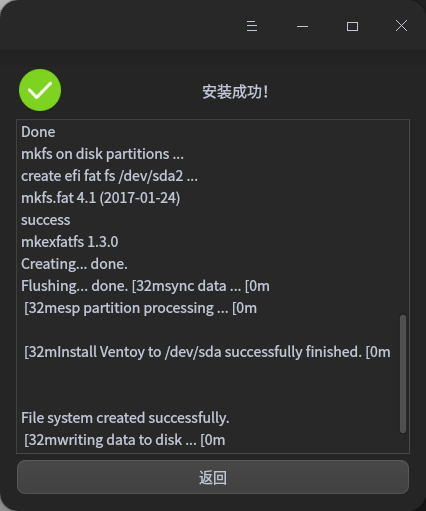 安装成功！
Done
mkfs on disk partitions ...
create efi fat fs /dev/sda2 ...
mkfs.fat 4.1 (2017-01-24)
success
mkexfatfs 1.3.0
Creating... done.
Flushing... done. [32msync data ... [0m
[32mesp partition processing ... [0m
[32mInstall Ventoy to /dev/sda successfully finished. [0m
File system created successfully.
[32mwriting data to disk ... [0m
返回